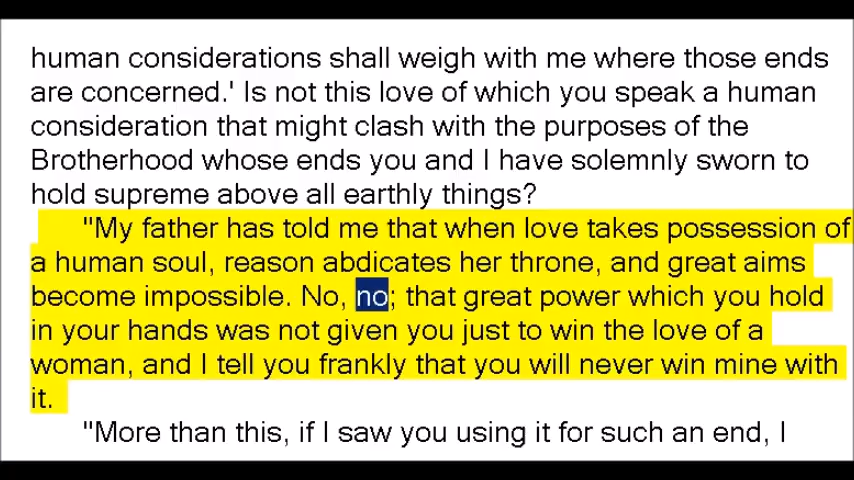 human considerations shall weigh with me where those ends
are concerned.' Is not this love of which you speak a human
consideration that might clash with the purposes of the
Brotherhood whose ends you and I have solemnly sworn to
hold supreme above all earthly things?
"My father has told me that when love takes possession of
a human soul, reason abdicates her throne, and great aims
become impossible. No, no; that great power which you hold
in your hands was not given you just to win the love of a
woman, and I tell you frankly that you will never win mine with
it.
"More than this, if I saw you using it for such an end, I